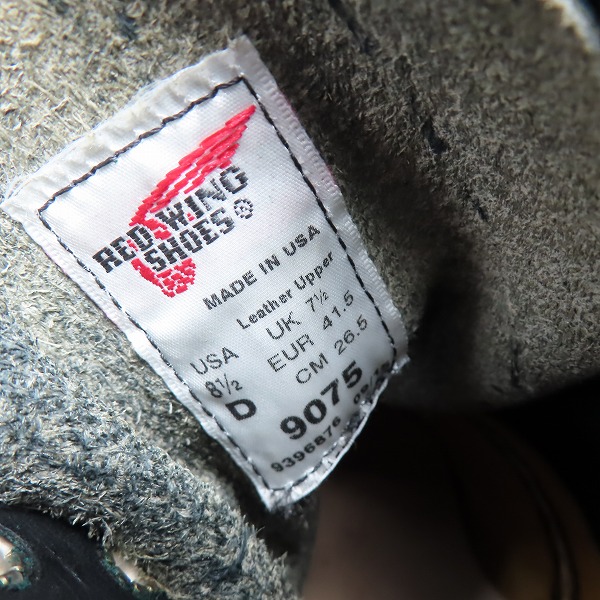 RED WING
SHOES®
MADE IN USA
Leather Upper
USA UK 7½
8½ EUR 41.5
D CM 26.5
9075
9396876